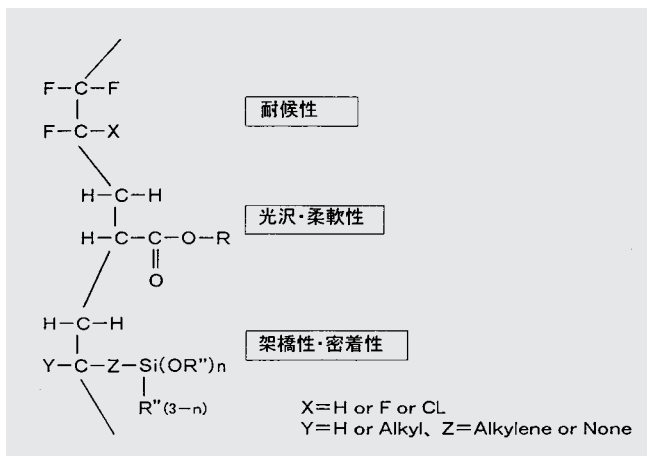 F-C-F
耐候性
F-C-X
H-C-H
光沢・柔軟性
H-C-C-O-R
O
H-C-H
架橋性・密着性
Y-C-Z-Si(OR")n
R"(3-n)
X=H or F or CL
Y=H or Alkyl、Z=Alkylene or None